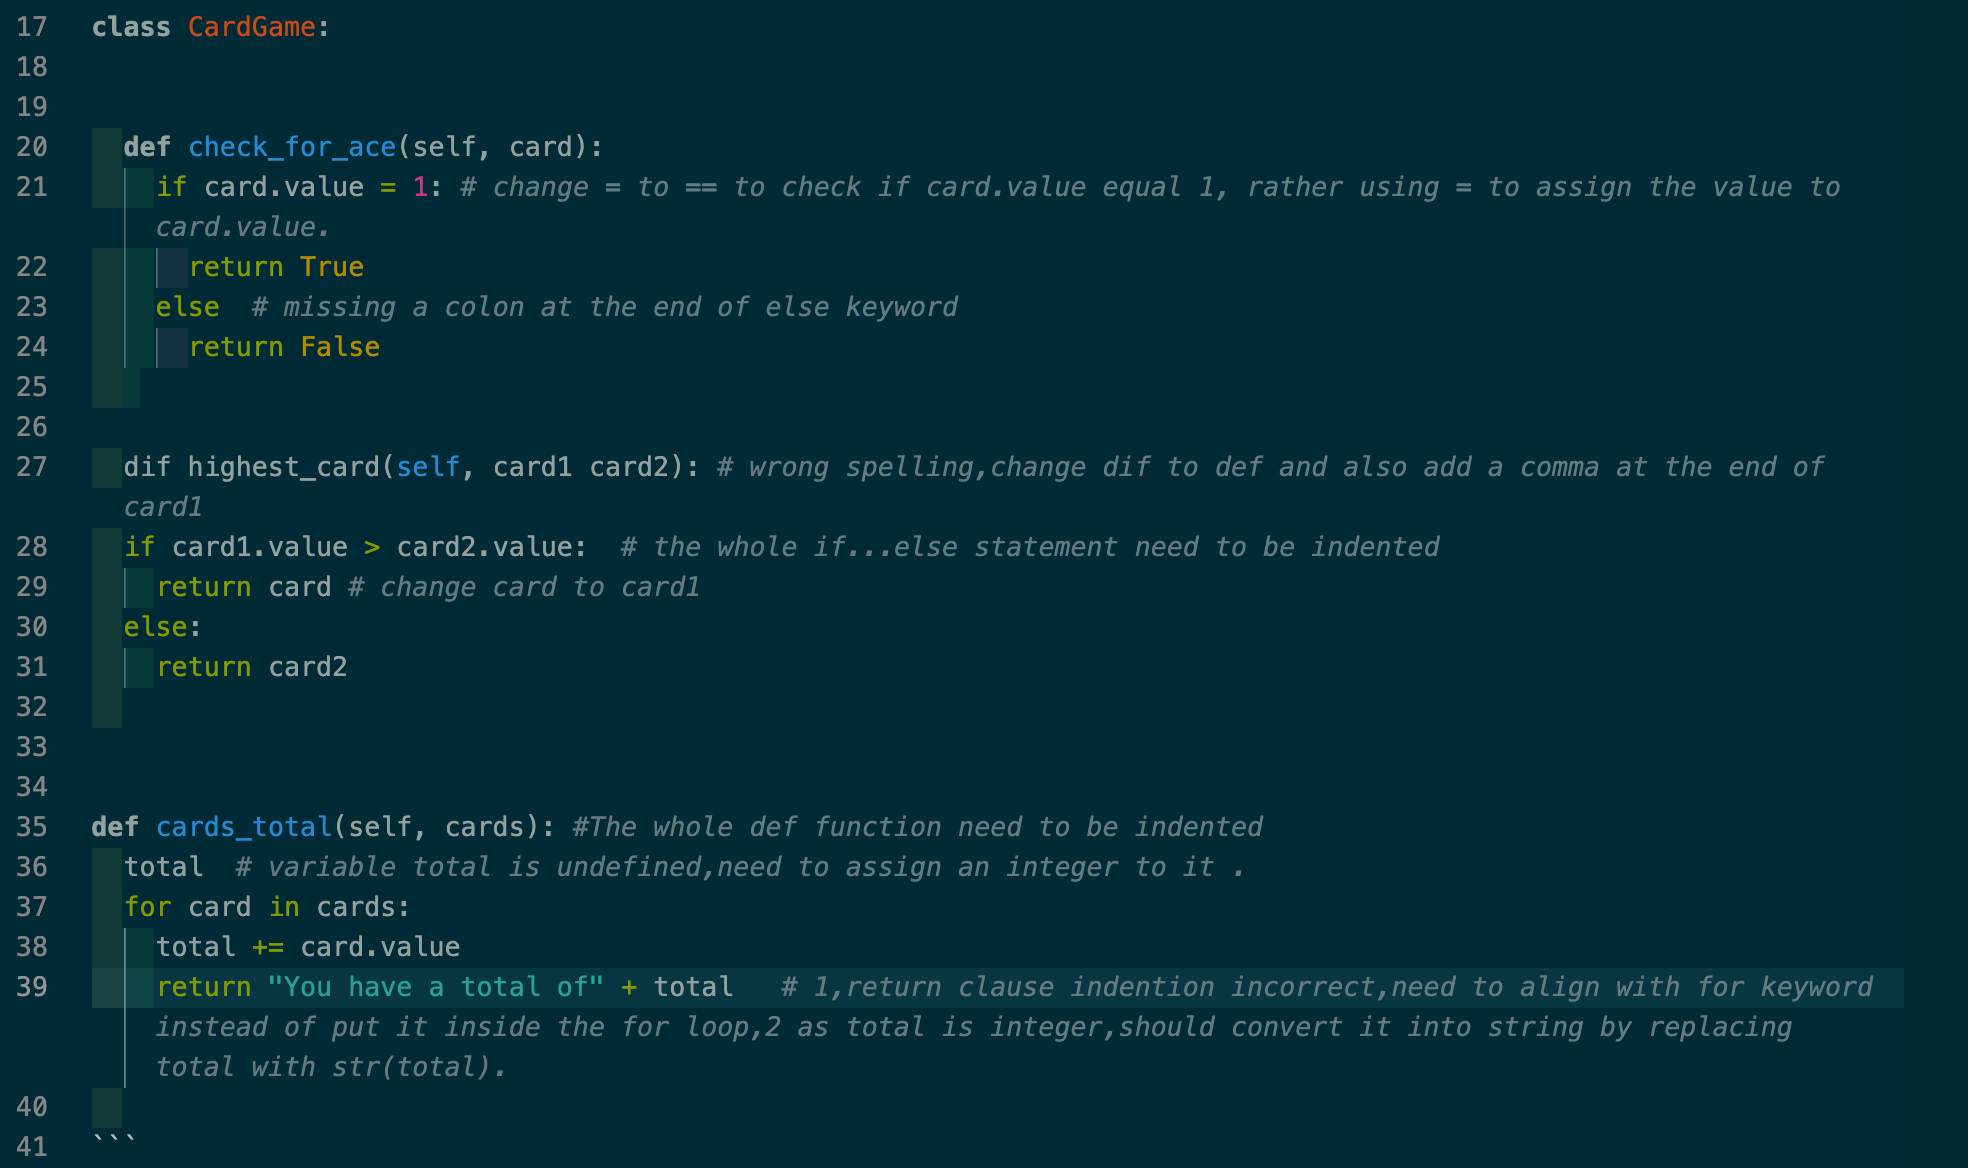 17 class CardGame:
18
19
20 def check_for_ace(self, card):
21 if card.value = 1: # change = to == to check if card.value equal 1, rather using = to assign the value to
card.value.
22 return True
23 else # missing a colon at the end of else keyword
24 return False
25
26
27 dif highest_card(self, card1 card2): # wrong spelling,change dif to def and also add a comma at the end of
card1
28 if card1.value > card2.value: # the whole if...else statement need to be indented
29 return card # change card to card1
30 else:
31 return card2
32
33
34
35 def cards_total(self, cards): #The whole def function need to be indented
36 total # variable total is undefined,need to assign an integer to it .
37 for card in cards:
38 total += card.value
39 return "You have a total of" + total # 1,return clause indention incorrect,need to align with for keyword
instead of put it inside the for loop,2 as total is integer,should convert it into string by replacing
total with str(total).
40
41 ```